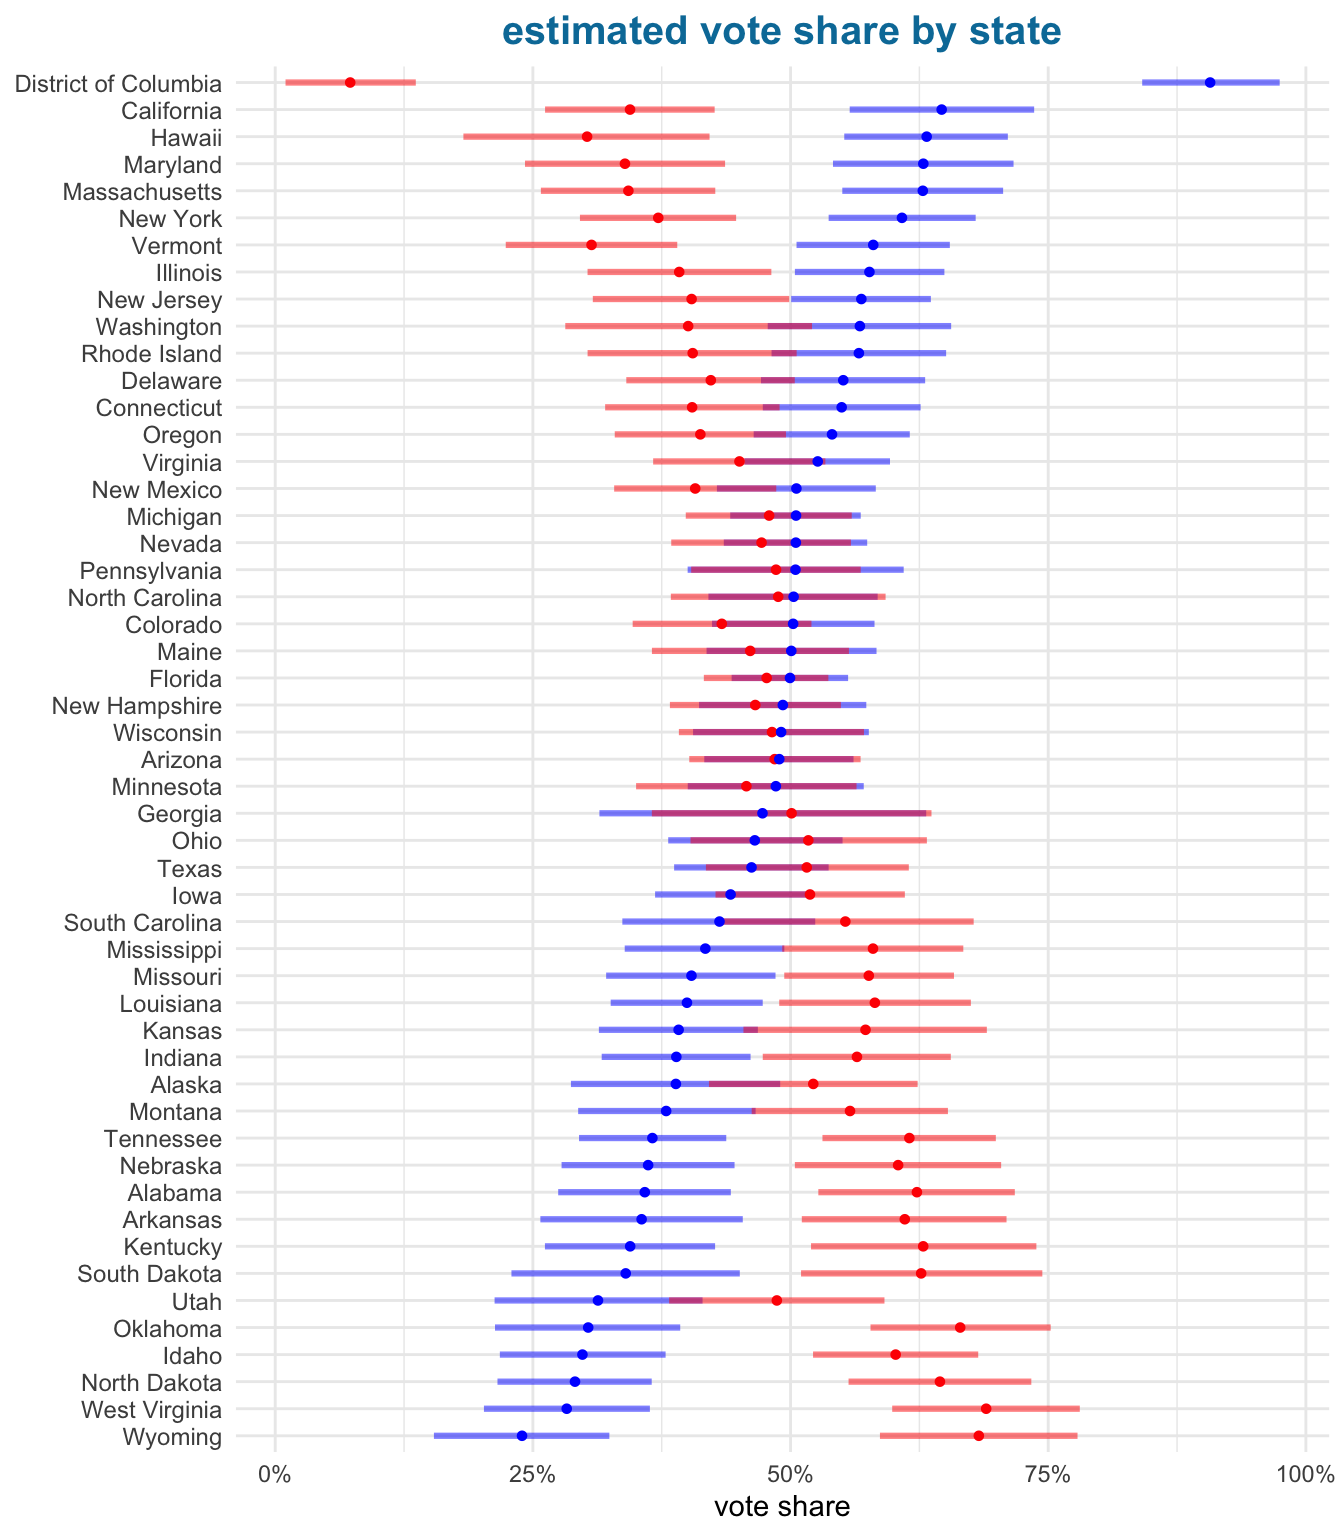 estimated vote share by state
District of Columbia
California
Hawaii
Maryland
Massachusetts
New York
Vermont
Illinois
New Jersey
Washington
Rhode Island
Delaware
Connecticut
Oregon
Virginia
New Mexico
Michigan
Nevada
Pennsylvania
North Carolina
Colorado
Maine
Florida
New Hampshire
Wisconsin
Arizona
Minnesota
Georgia
Ohio
Texas
Iowa
South Carolina
Mississippi
Missouri
Louisiana
Kansas
Indiana
Alaska
Montana
Tennessee
Nebraska
Alabama
Arkansas
Kentucky
South Dakota
Utah
Oklahoma
Idaho
North Dakota
West Virginia
Wyoming
0% 25% 50% 75% 100%
vote share